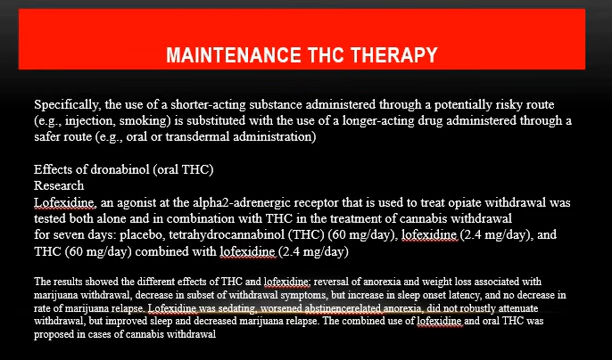 MAINTENANCE THC THERAPY
Specifically, the use of a shorter-acting substance administered through a potentially risky route
(e.g., injection, smoking) is substituted with the use of a longer-acting drug administered through a
safer route (e.g., oral or transdermal administration)
Effects of dronabinol (oral THC)
Research
Lofexidine, an agonist at the alpha2-adrenergic receptor that is used to treat opiate withdrawal was
tested both alone and in combination with THC in the treatment of cannabis withdrawal
for seven days: placebo, tetrahydrocannabinol (THC) (60 mg/day), lofexidine (2.4 mg/day), and
THC (60 mg/day) combined with lofexidine (2.4 mg/day)
The results showed the different effects of THC and lofexidine; reversal of anorexia and weight loss associated with
marijuana withdrawal, decrease in subset of withdrawal symptoms, but increase in sleep onset latency, and no decrease in
rate of marijuana relapse. Lofexidine was sedating, worsened abstinencerelated anorexia, did not robustly attenuate
withdrawal, but improved sleep and decreased marijuana relapse. The combined use of lofexidine and oral THC was
proposed in cases of cannabis withdrawal